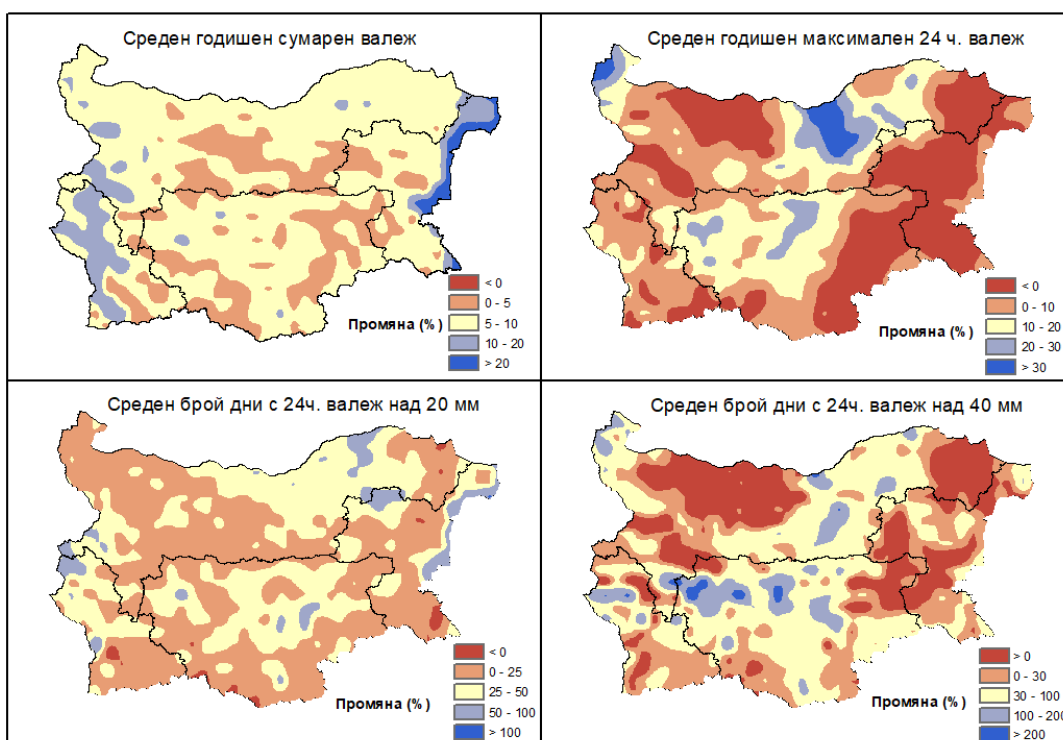 Среден годишен сумарен валеж
Промяна (%)
< 0
0 - 5
5 - 10
10 - 20
> 20
Среден годишен максимален 24 ч. валеж
Промяна (%)
< 0
0 - 10
10 - 20
20 - 30
> 30
Среден брой дни с 24ч. валеж над 20 мм
Промяна (%)
< 0
0 - 25
25 - 50
50 - 100
> 100
Среден брой дни с 24ч. валеж над 40 мм
Промяна (%)
> 0
0 - 30
30 - 100
100 - 200
> 200